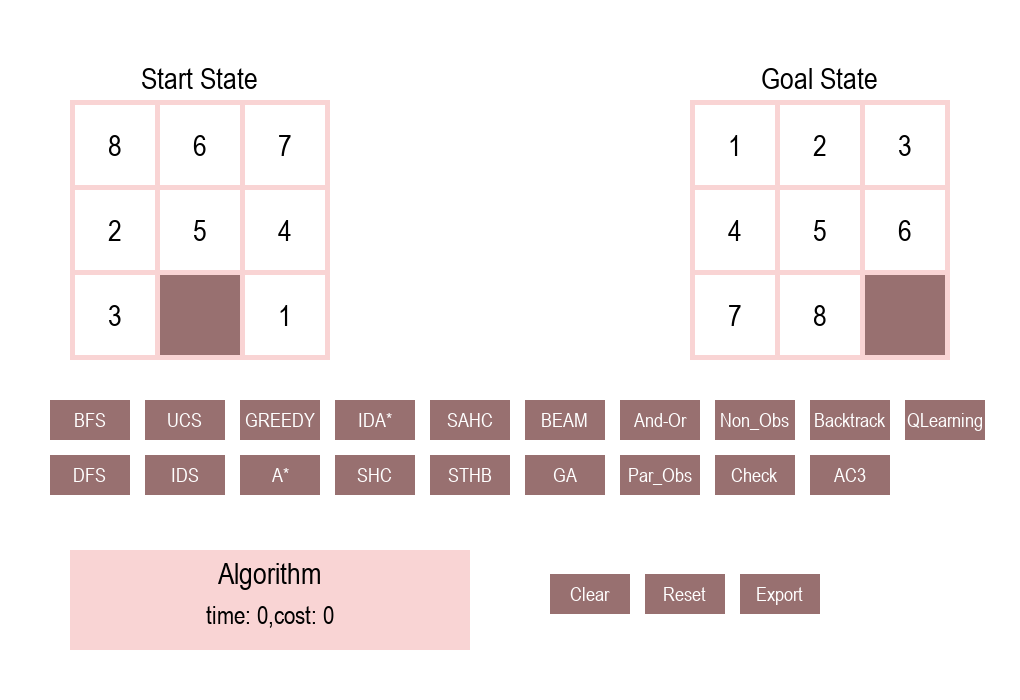 Start State
Goal State
8 6 7
1 2 3
2 5 4
4 5 6
3 1
7 8
BFS UCS GREEDY IDA* SAHC BEAM And-Or Non_Obs Backtrack QLearning
DFS IDS A* SHC STHB GA Par_Obs Check AC3
Algorithm
time: 0,cost: 0
Clear Reset Export